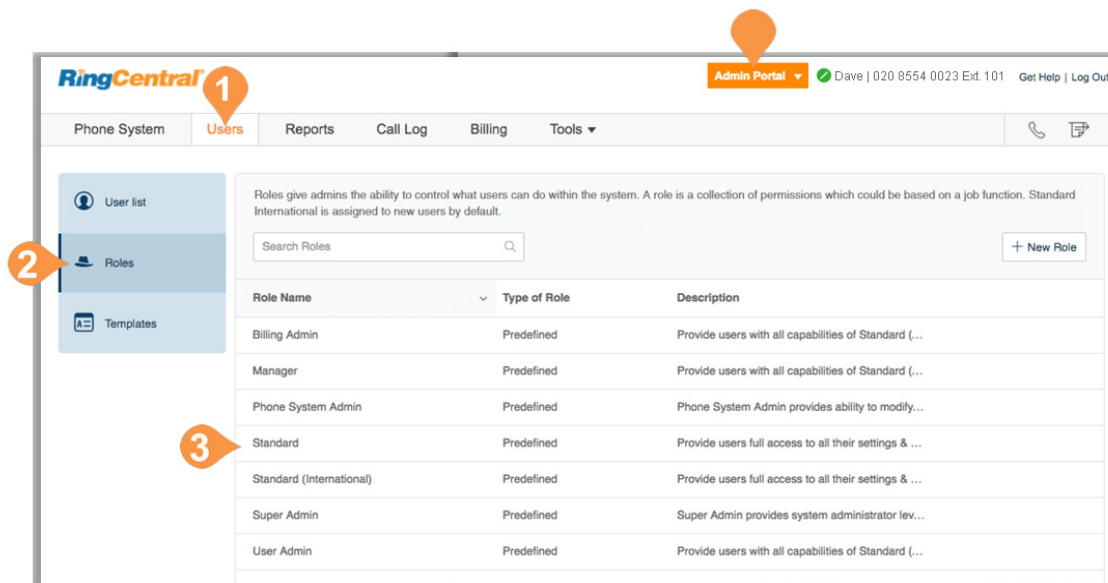 RingCentral
1
Admin Portal
Dave | 020 8554 0023 Ext. 101
Get Help | Log Out
Phone System
Users
Reports
Call Log
Billing
Tools
User list
2
Roles
Templates
Roles give admins the ability to control what users can do within the system. A role is a collection of permissions which could be based on a job function. Standard
International is assigned to new users by default.
Search Roles
+ New Role
Role Name Type of Role Description
Billing Admin Predefined Provide users with all capabilities of Standard (...
Manager Predefined Provide users with all capabilities of Standard (...
Phone System Admin Predefined Phone System Admin provides ability to modify...
3
Standard Predefined Provide users full access to all their settings & ...
Standard (International) Predefined Provide users full access to all their settings & ...
Super Admin Predefined Super Admin provides system administrator lev...
User Admin Predefined Provide users with all capabilities of Standard (...